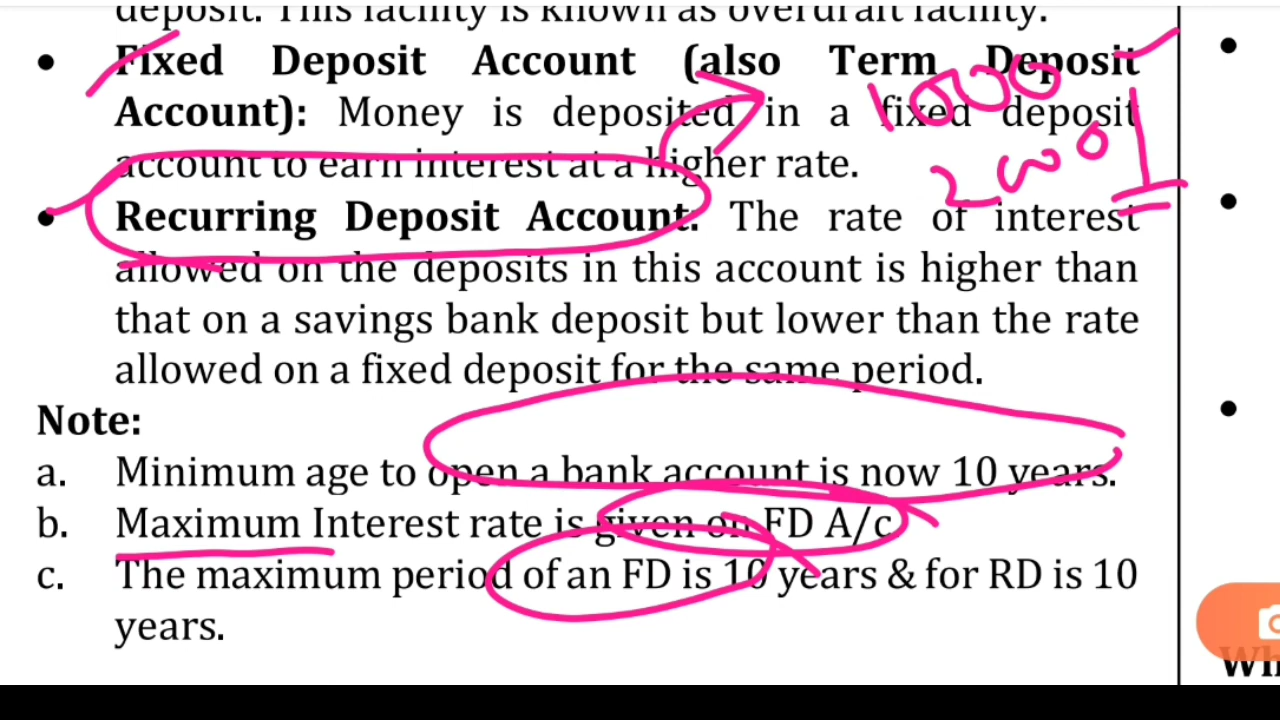 deposit. This facility is known as overdraft facility.
• Fixed Deposit Account (also Term Deposit
Account): Money is deposited in a fixed deposit
account to earn interest at a higher rate.
• Recurring Deposit Account: The rate of interest
allowed on the deposits in this account is higher than
that on a savings bank deposit but lower than the rate
allowed on a fixed deposit for the same period.
Note:
a. Minimum age to open a bank account is now 10 years.
b. Maximum Interest rate is given on FD A/c
c. The maximum period of an FD is 10 years & for RD is 10
years.
1000
2000